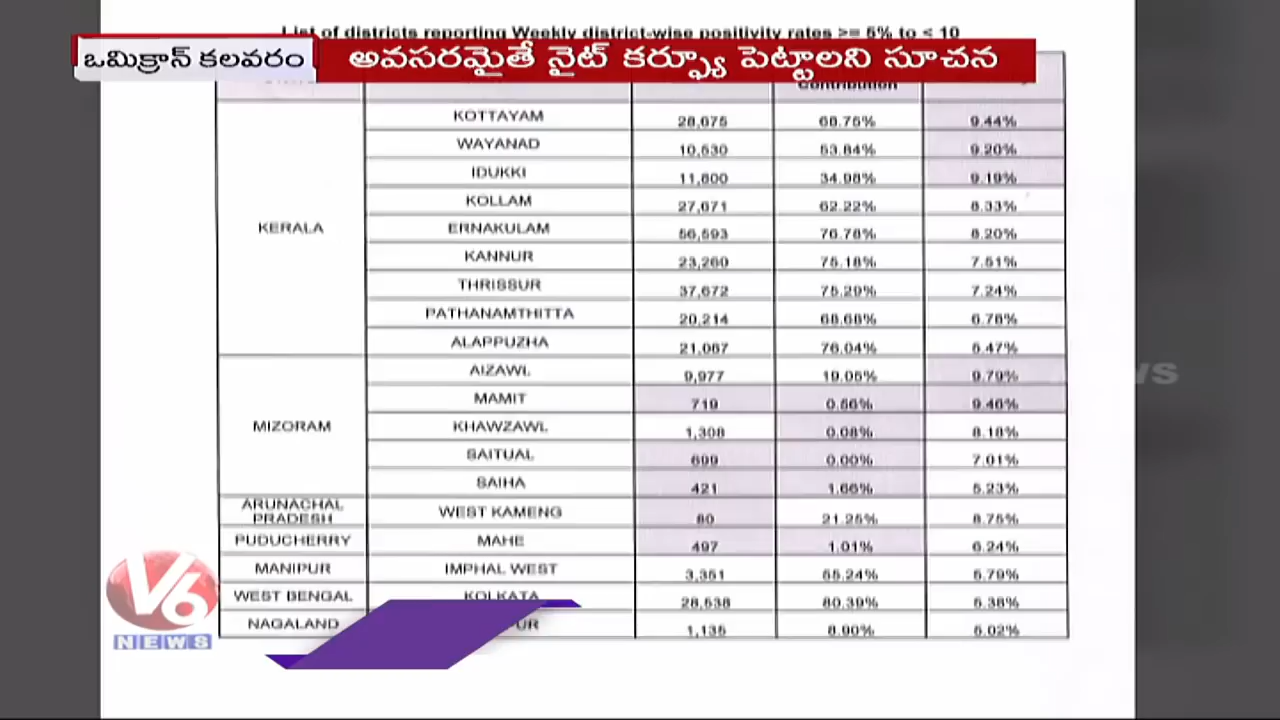 List of districts reporting Weekly district-wise positivity rates >= 5% to < 10
ఒమిక్రాన్ కలవరం
అవసరమైతే నైట్ కర్ఫ్యూ పెట్టాలని సూచన
contribution
KERALA KOTTAYAM 28,675 68.75% 9.44%
WAYANAD 10,530 53.84% 9.20%
IDUKKI 11,800 34.98% 9.19%
KOLLAM 27,671 62.22% 8.33%
ERNAKULAM 56,593 76.78% 8.20%
KANNUR 23,260 75.18% 7.51%
THRISSUR 37,672 75.29% 7.24%
PATHANAMTHITTA 20,214 68.68% 6.78%
ALAPPUZHA 21,067 76.04% 5.47%
MIZORAM AIZAWL 9,977 19.05% 9.79%
MAMIT 719 0.56% 9.46%
KHAWZAWL 1,308 0.08% 8.18%
SAITUAL 699 0.00% 7.01%
SAIHA 421 1.66% 5.23%
ARUNACHAL
PRADESH WEST KAMENG 80 21.25% 8.75%
PUDUCHERRY MAHE 497 1.01% 6.24%
MANIPUR IMPHAL WEST 3,351 55.24% 5.79%
WEST BENGAL KOLKATA 28,538 80.39% 5.38%
NAGALAND PUR 1,135 8.90% 5.02%
V6
NEWS